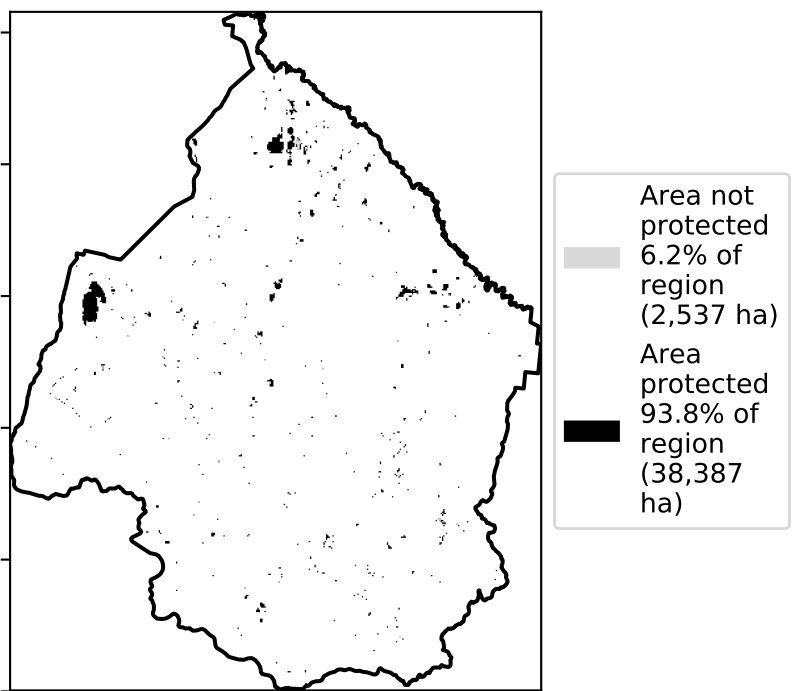 Area not
protected
6.2% of
region
(2,537 ha)
Area
protected
93.8% of
region
(38,387
ha)